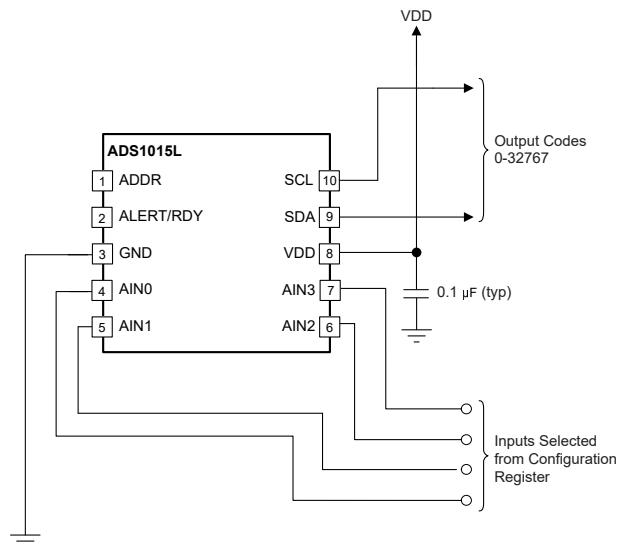 VDD
Output Codes
0-32767
ADS1015L
1 ADDR
SCL 10
2 ALERT/RDY
SDA 9
3 GND
VDD 8
4 AIN0
AIN3 7
0.1 μF (typ)
5 AIN1
AIN2 6
Inputs Selected
from Configuration
Register